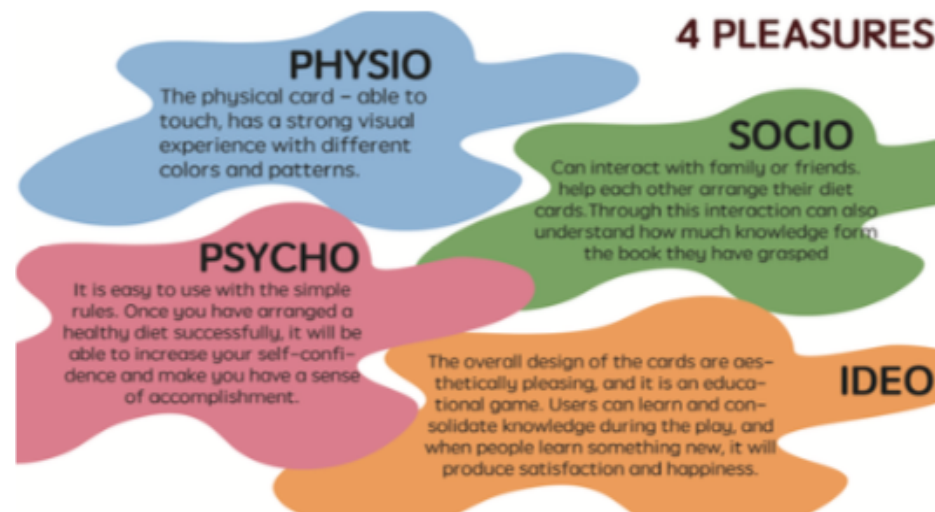 4 PLEASURES
PHYSIO
The physical card – able to
touch, has a strong visual
experience with different
colors and patterns.
SOCIO
Can interact with family or friends.
help each other arrange their diet
cards.Through this interaction can also
understand how much knowledge form
the book they have grasped
PSYCHO
It is easy to use with the simple
rules. Once you have arranged a
healthy diet successfully, it will be
able to increase your self-confi-
dence and make you have a sense
of accomplishment.
IDEO
The overall design of the cards are aes-
thetically pleasing, and it is an educa-
tional game. Users can learn and con-
solidate knowledge during the play, and
when people learn something new, it will
produce satisfaction and happiness.